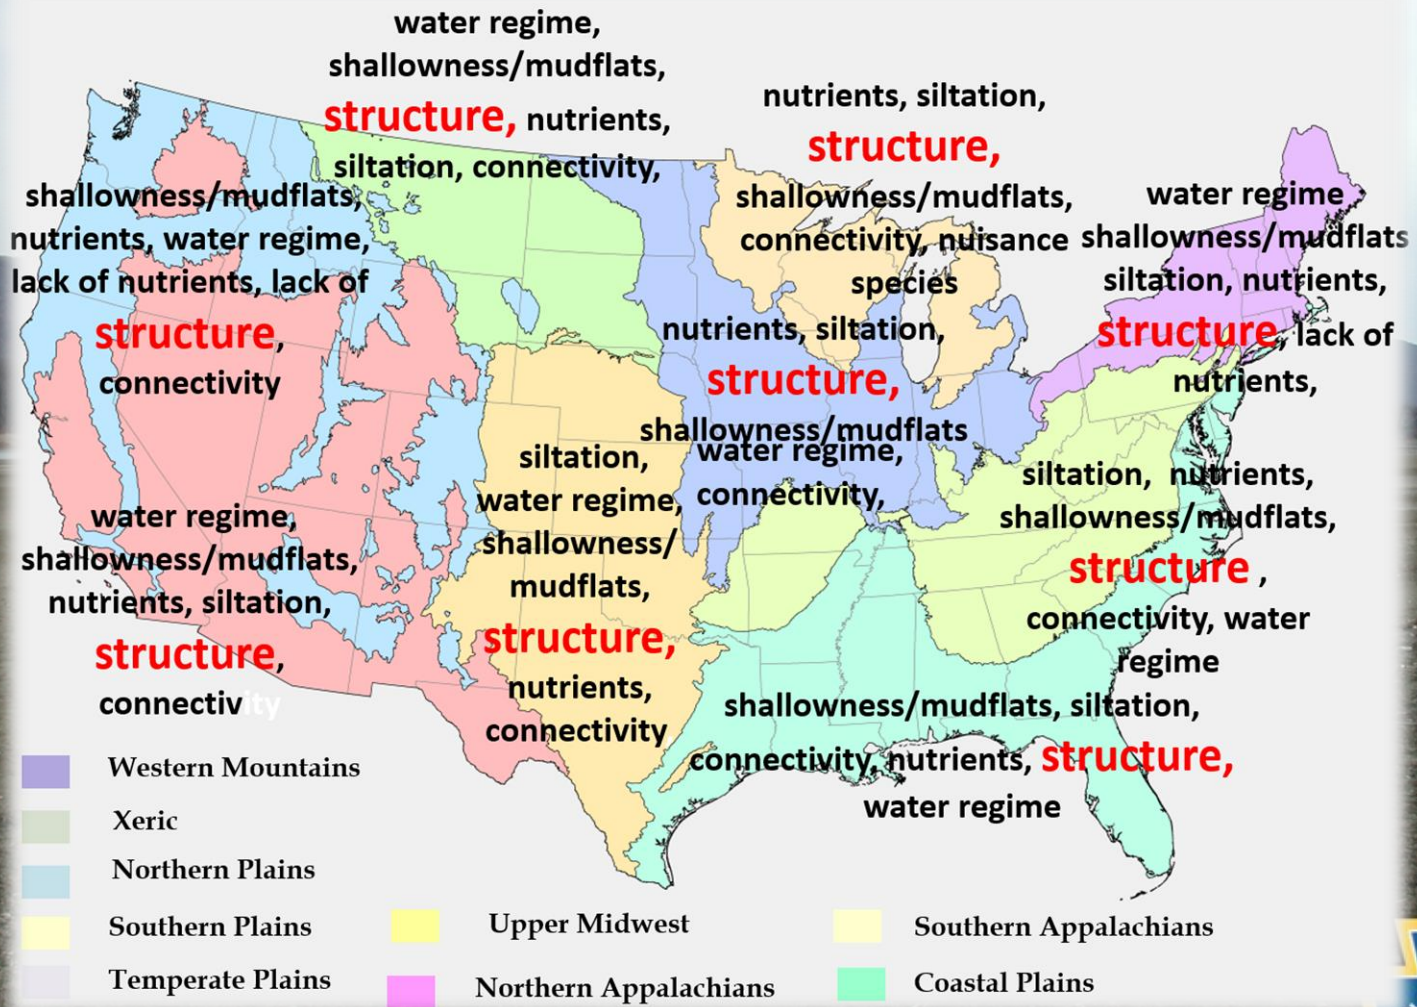 water regime,
shallowness/mudflats,
structure, nutrients,
siltation, connectivity,
nutrients, siltation,
structure,
shallowness/mudflats,
connectivity, nuisance
species
water regime,
shallowness/mudflats
siltation, nutrients,
structure, lack of
nutrients,
shallowness/mudflats,
nutrients, water regime,
lack of nutrients, lack of
structure,
connectivity
nutrients, siltation,
structure,
shallowness/mudflats
water regime,
connectivity,
siltation,
water regime,
shallowness/
mudflats,
structure,
nutrients,
connectivity
siltation, nutrients,
shallowness/mudflats,
structure ,
connectivity, water
regime
water regime,
shallowness/mudflats,
nutrients, siltation,
structure,
connectivity
shallowness/mudflats, siltation,
connectivity, nutrients, structure,
water regime
Western Mountains
Xeric
Northern Plains
Southern Plains
Temperate Plains
Upper Midwest
Northern Appalachians
Southern Appalachians
Coastal Plains